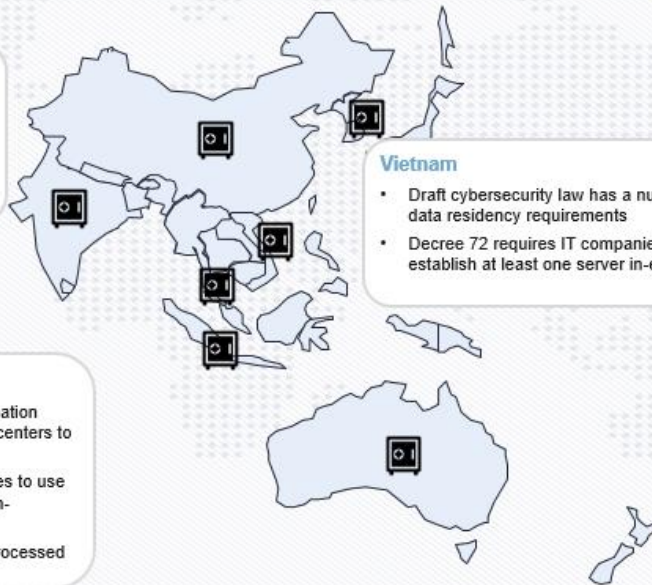 Vietnam
• Draft cybersecurity law has a nu
data residency requirements
• Decree 72 requires IT companie
establish at least one server in-
ation
centers to
es to use
n-
rocessed